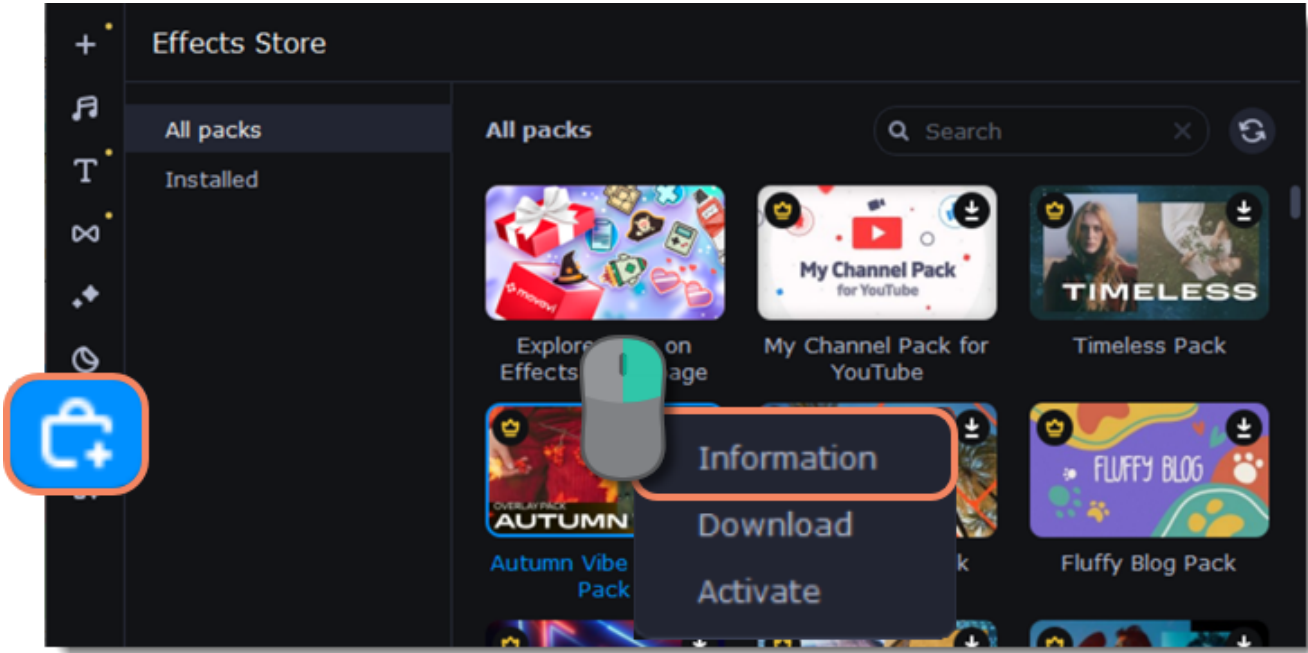 Effects Store
All packs
Installed
All packs
Search
movavi
My Channel Pack
for YouTube
TIMELESS
Explore
on
Effects
age
My Channel Pack for
YouTube
Timeless Pack
OVERLAY PACK
AUTUMN
FLUFFY BLOG
Information
Download
Activate
Autumn Vibe
Pack
k
Fluffy Blog Pack